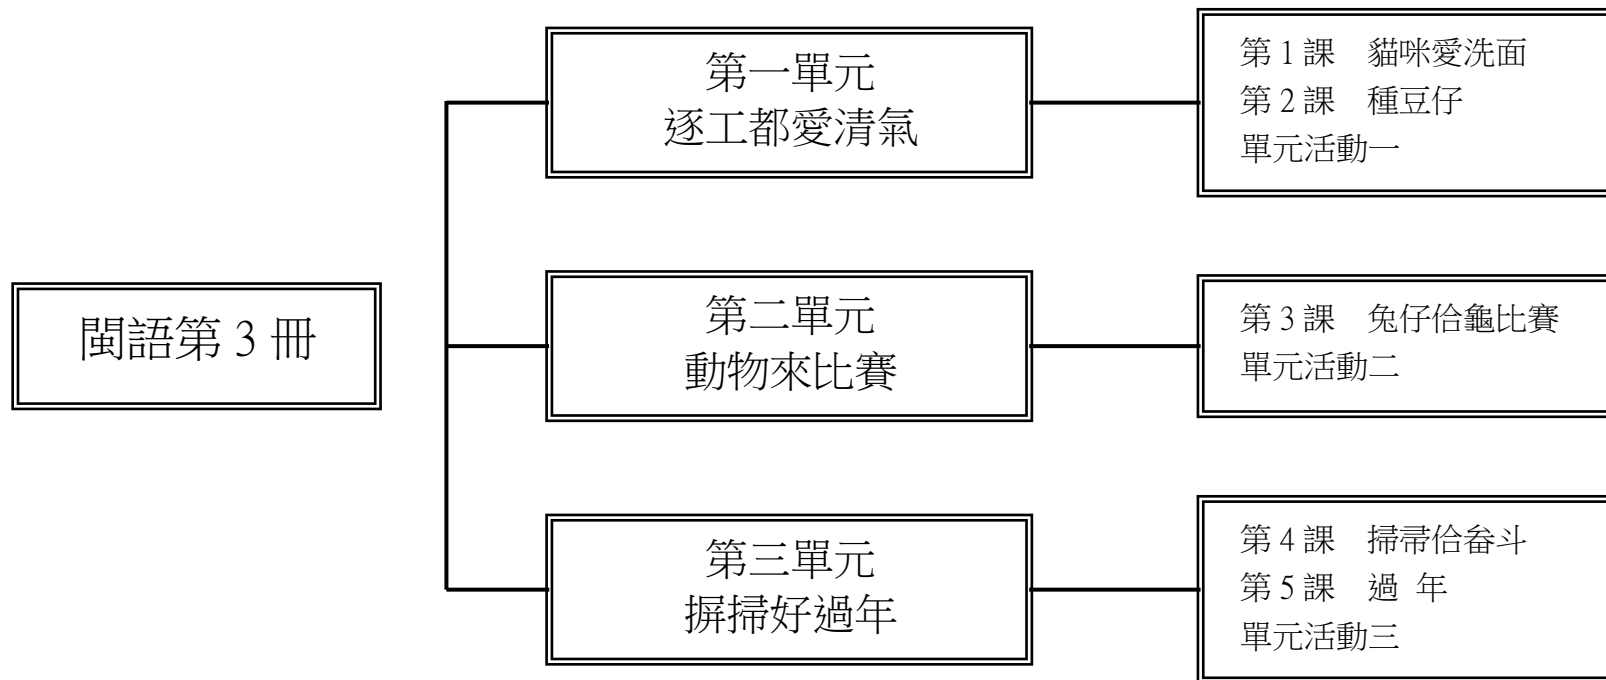 閩語第 3 冊
第一單元
逐工都愛清氣
第 1 課　貓咪愛洗面
第 2 課　種豆仔
單元活動一
第二單元
動物來比賽
第 3 課　兔仔佮龜比賽
單元活動二
第三單元
摒掃好過年
第 4 課　掃帚佮畚斗
第 5 課　過 年
單元活動三